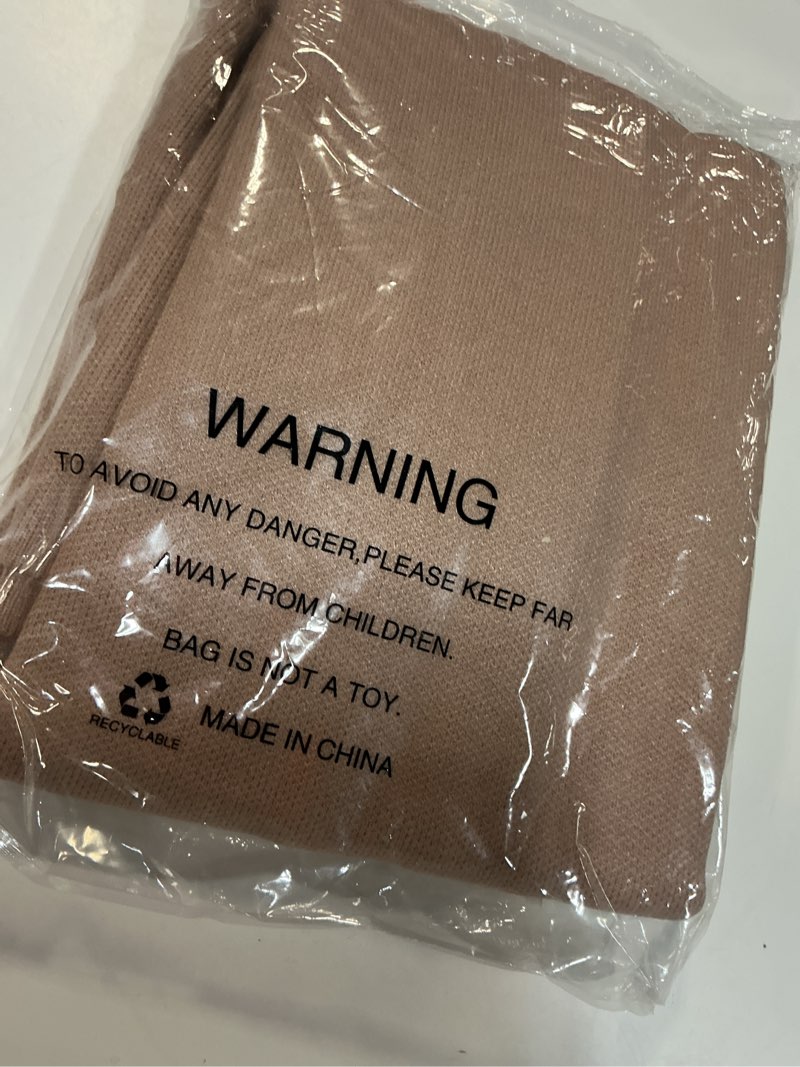 WARNING
TO AVOID ANY DANGER,PLEASE KEEP FAR
AWAY FROM CHILDREN.
BAG IS NOT A TOY.
RECYCLABLE
MADE IN CHINA